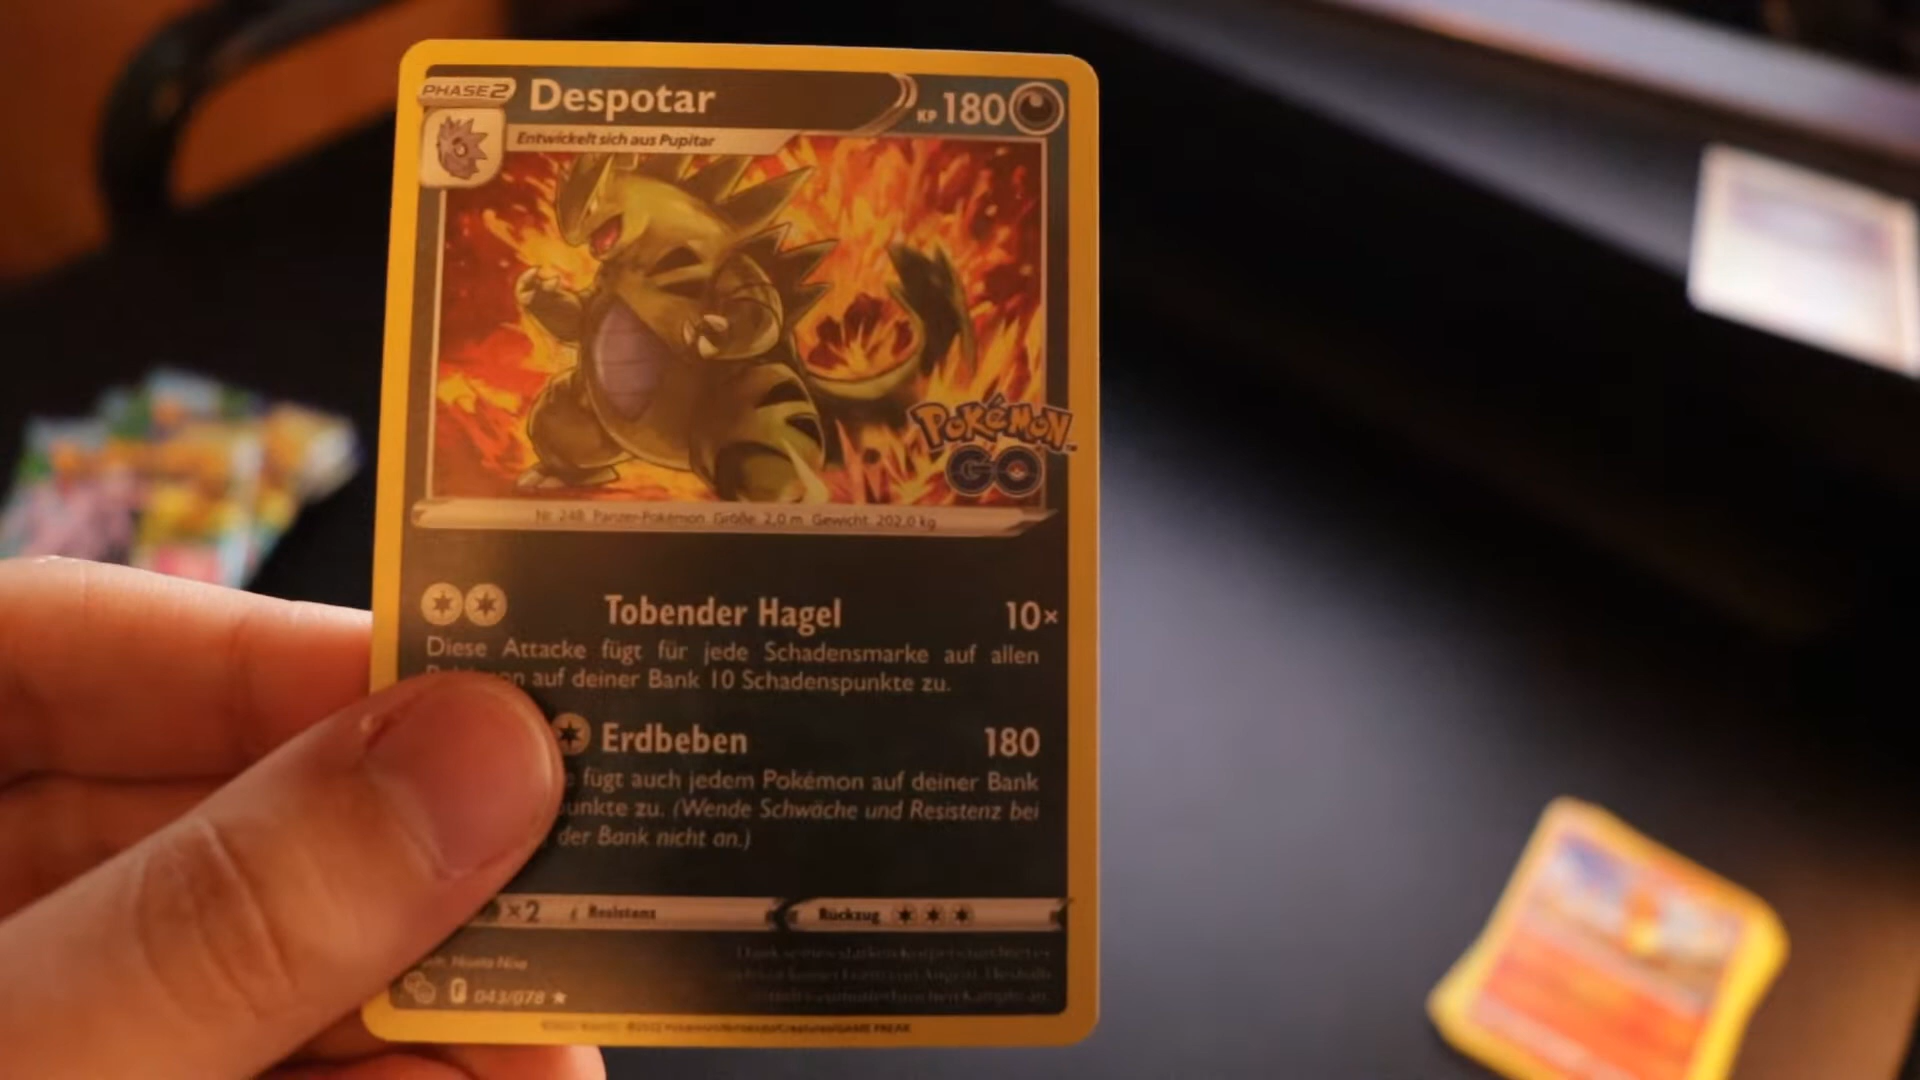 PHASE2
Despotar
KP 180
Entwickelt sich aus Pupitar
POKÉMON
GO
Nr. 248 Panzer-Pokémon Größe: 2,0 m Gewicht: 202,0 kg
Tobender Hagel 10×
Diese Attacke fügt für jede Schadensmarke auf allen
auf deiner Bank 10 Schadenspunkte zu.
Erdbeben 180
fügt auch jedem Pokémon auf deiner Bank
zu. (Wende Schwäche und Resistenz bei
der Bank nicht an.)
×2 Resistenz Rückzug
043/078